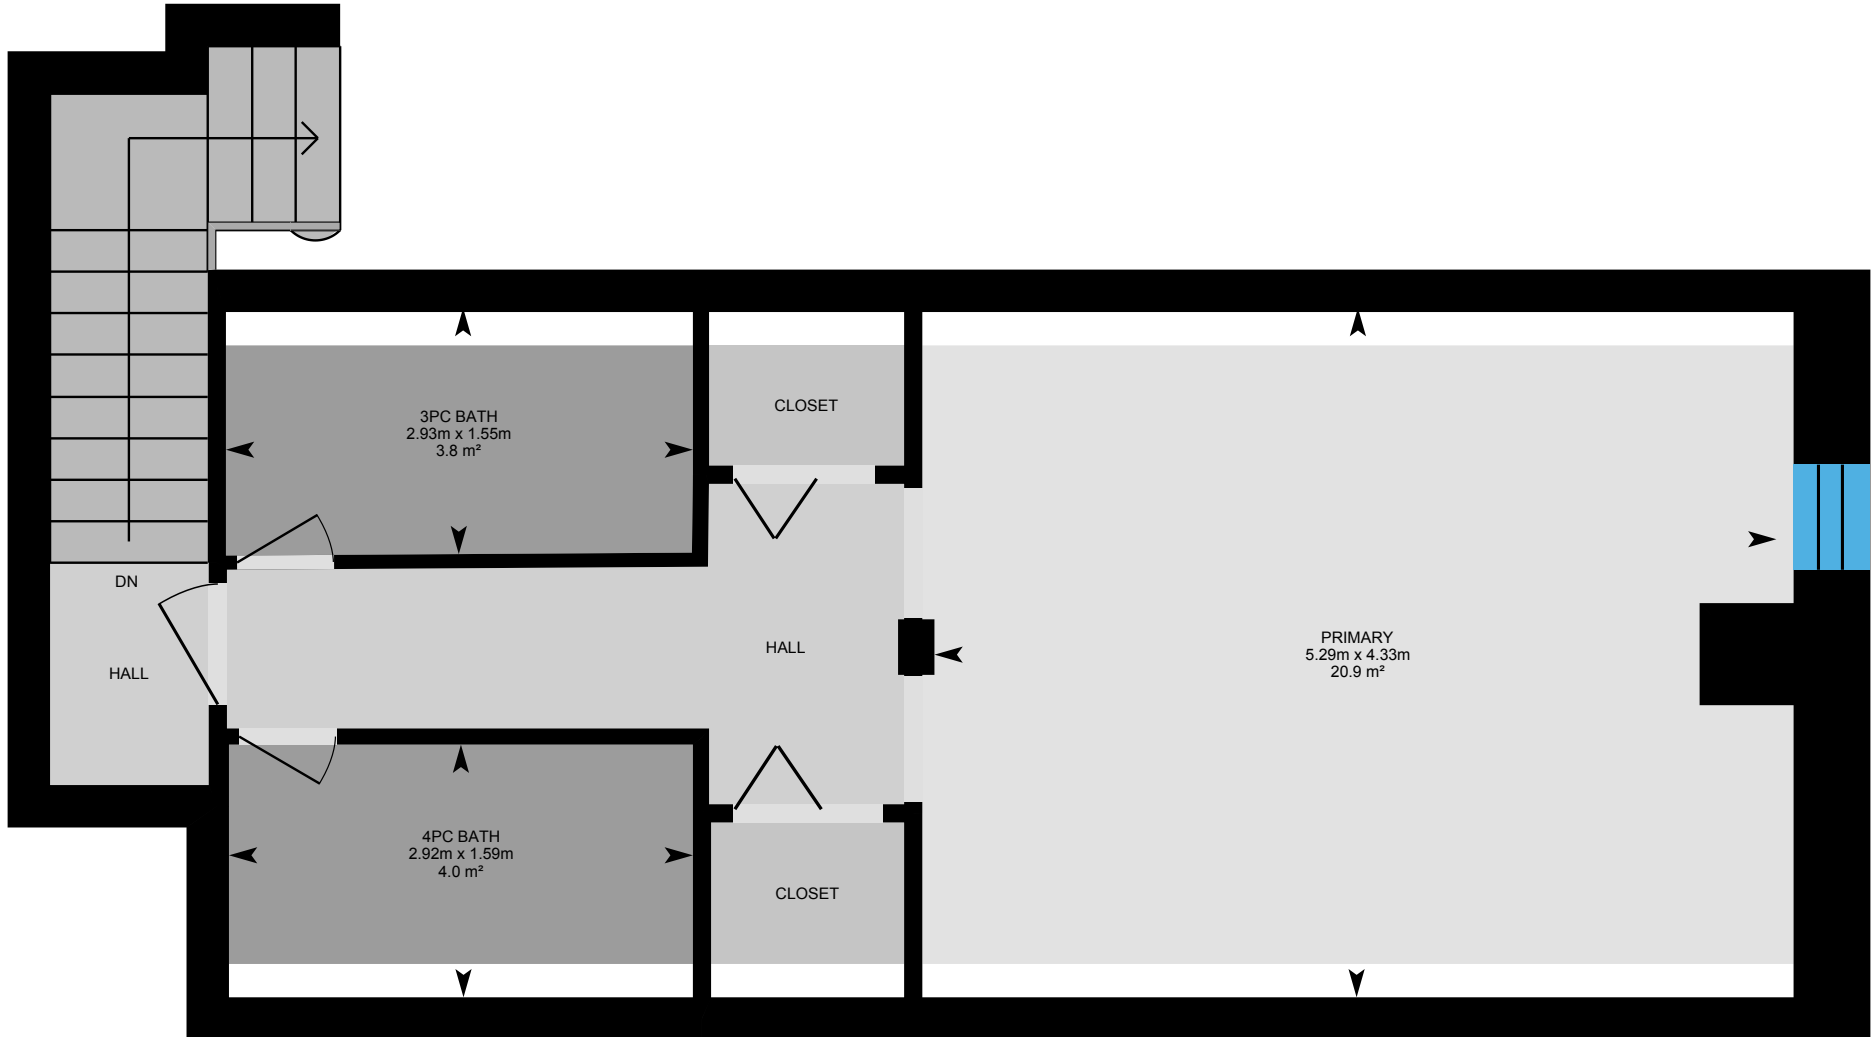 3PC BATH
2.93m x 1.55m
3.8 m²
CLOSET
DN
HALL
HALL
PRIMARY
5.29m x 4.33m
20.9 m²
4PC BATH
2.92m x 1.59m
4.0 m²
CLOSET